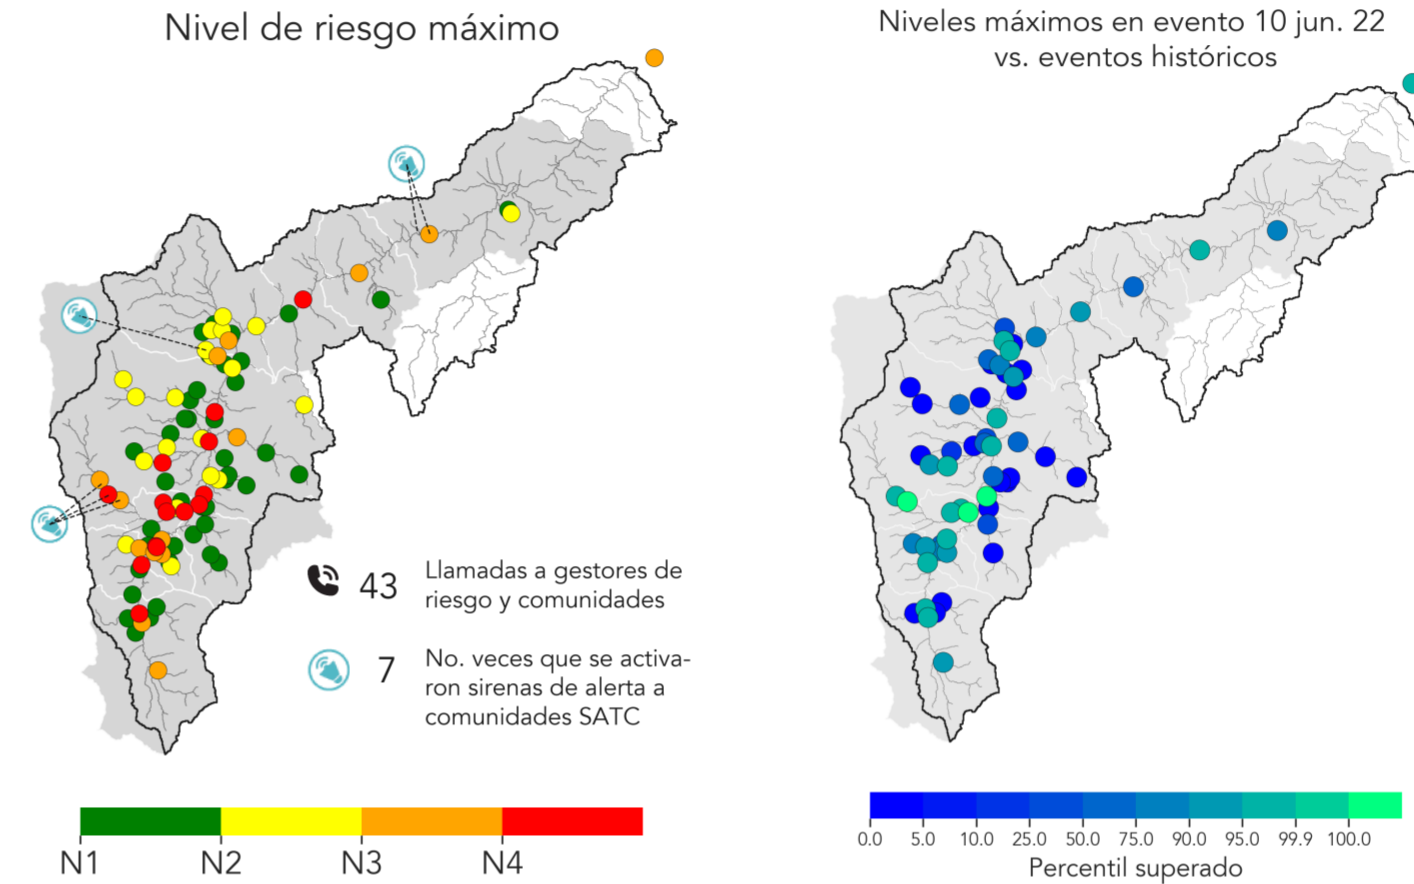 Nivel de riesgo máximo
43
Llamadas a gestores de
riesgo y comunidades
7
No. veces que se activa-
ron sirenas de alerta a
comunidades SATC
N1 N2 N3 N4
Niveles máximos en evento 10 jun. 22
vs. eventos históricos
0.0 5.0 10.0 25.0 50.0 75.0 90.0 95.0 99.9 100.0
Percentil superado